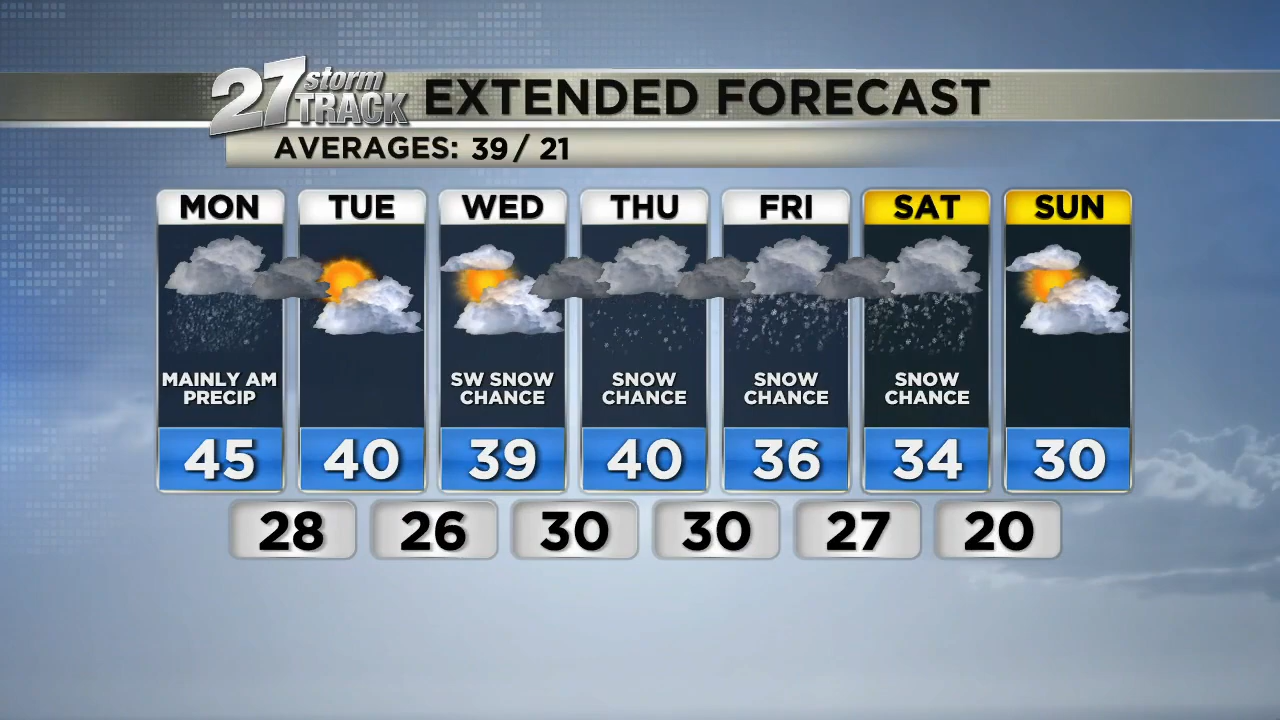 27 storm TRACK EXTENDED FORECAST
AVERAGES: 39 / 21
MON TUE WED THU FRI SAT SUN
MAINLY AM PRECIP
SW SNOW CHANCE
SNOW CHANCE
SNOW CHANCE
SNOW CHANCE
45 40 39 40 36 34 30
28 26 30 30 27 20